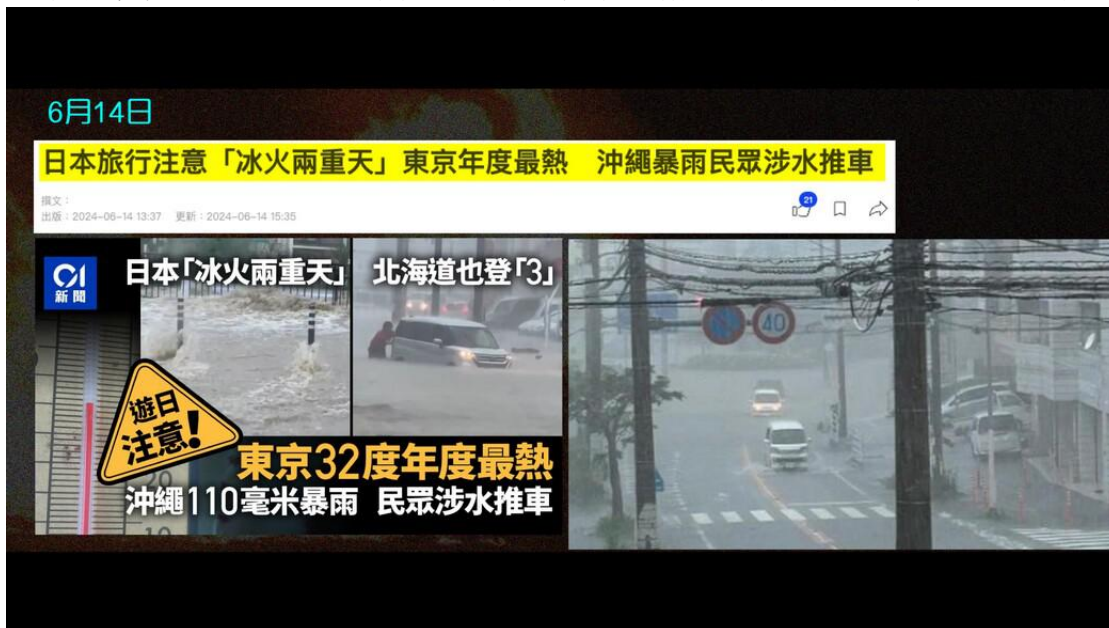 6月14日
日本旅行注意「冰火兩重天」東京年度最熱 沖繩暴雨民眾涉水推車
撰文：
出版：2024-06-14 13:37 更新：2024-06-14 15:35
21
01
新聞
日本「冰火兩重天」 北海道也登「3」
遊日
注意!
東京32度年度最熱
沖繩110毫米暴雨 民眾涉水推車
40
20
10